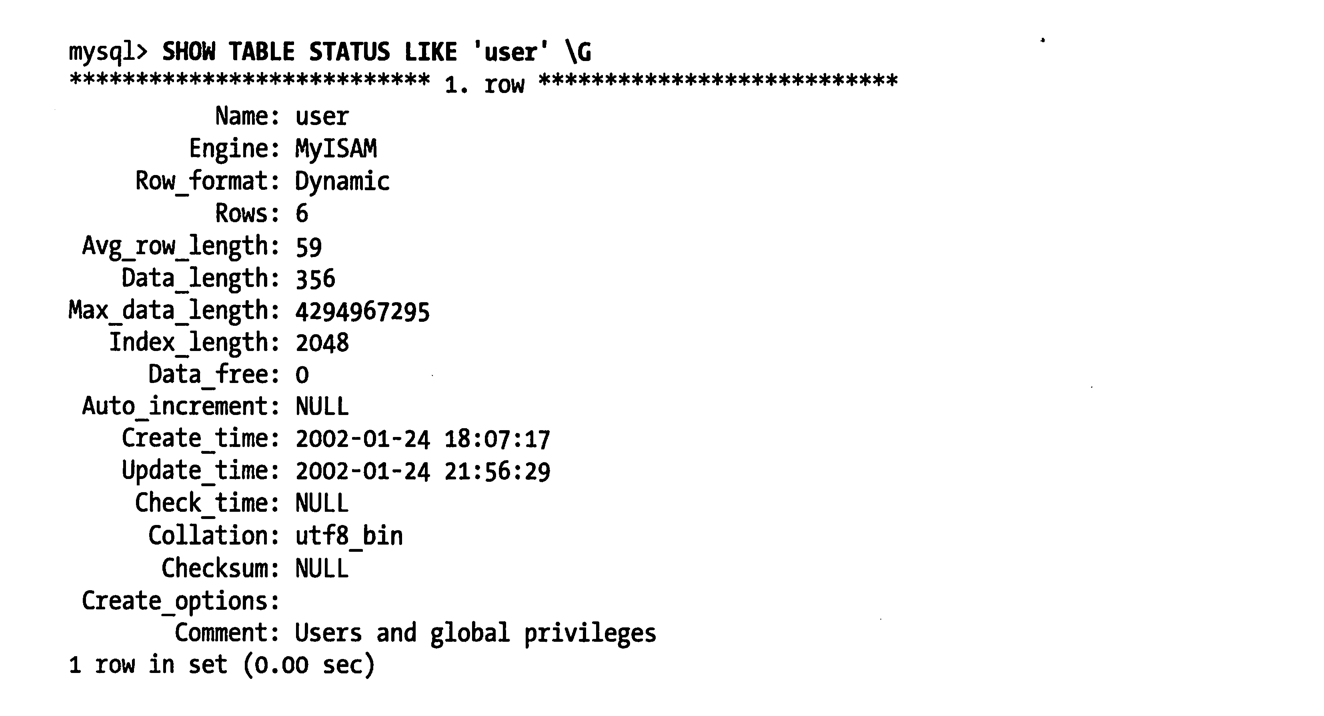 mysql> SHOW TABLE STATUS LIKE 'user' \G
*************************** 1. row ***************************
Name: user
Engine: MyISAM
Row_format: Dynamic
Rows: 6
Avg_row_length: 59
Data_length: 356
Max_data_length: 4294967295
Index_length: 2048
Data_free: 0
Auto_increment: NULL
Create_time: 2002-01-24 18:07:17
Update_time: 2002-01-24 21:56:29
Check_time: NULL
Collation: utf8_bin
Checksum: NULL
Create_options:
Comment: Users and global privileges
1 row in set (0.00 sec)